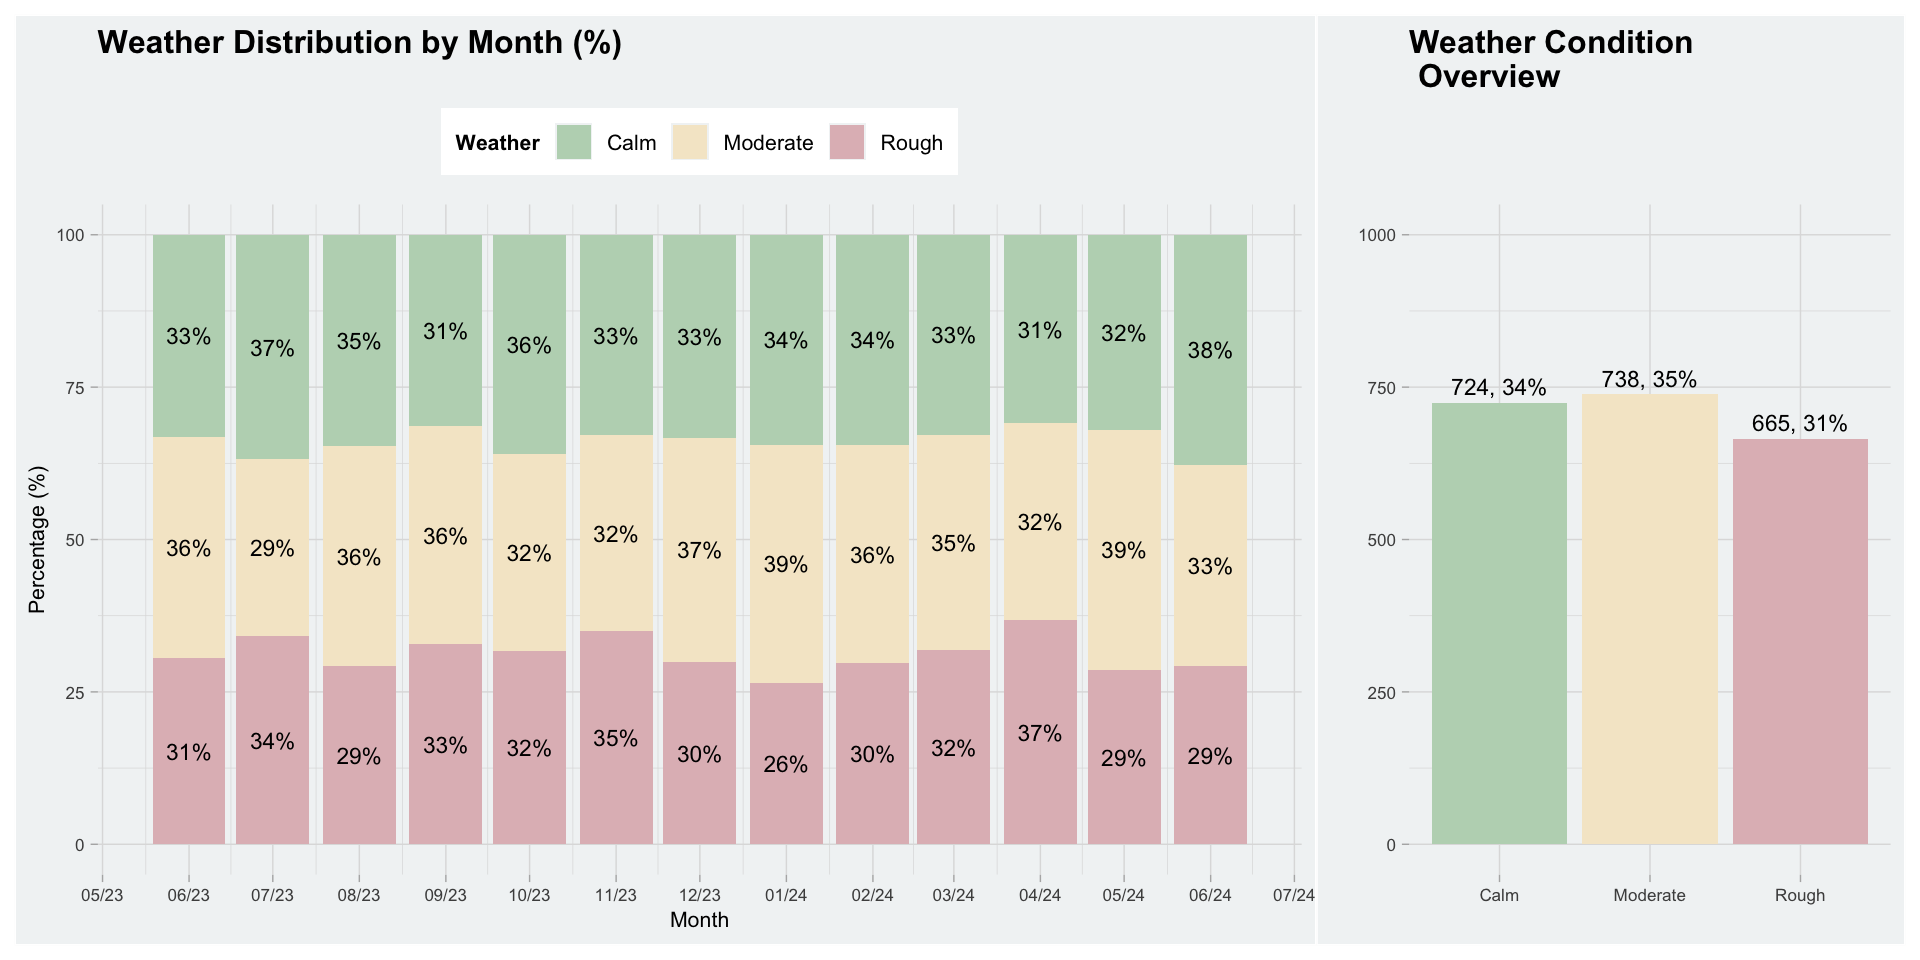 Weather Distribution by Month (%)
Weather Calm Moderate Rough
100
75
50
25
0
Percentage (%)
33% 37% 35% 31% 36% 33% 33% 34% 34% 33% 31% 32% 38%
36% 29% 36% 36% 32% 32% 37% 39% 36% 35% 32% 39% 33%
31% 34% 29% 33% 32% 35% 30% 26% 30% 32% 37% 29% 29%
05/23 06/23 07/23 08/23 09/23 10/23 11/23 12/23 01/24 02/24 03/24 04/24 05/24 06/24 07/24
Month
Weather Condition
Overview
1000
750
500
250
0
724, 34% 738, 35% 665, 31%
Calm Moderate Rough